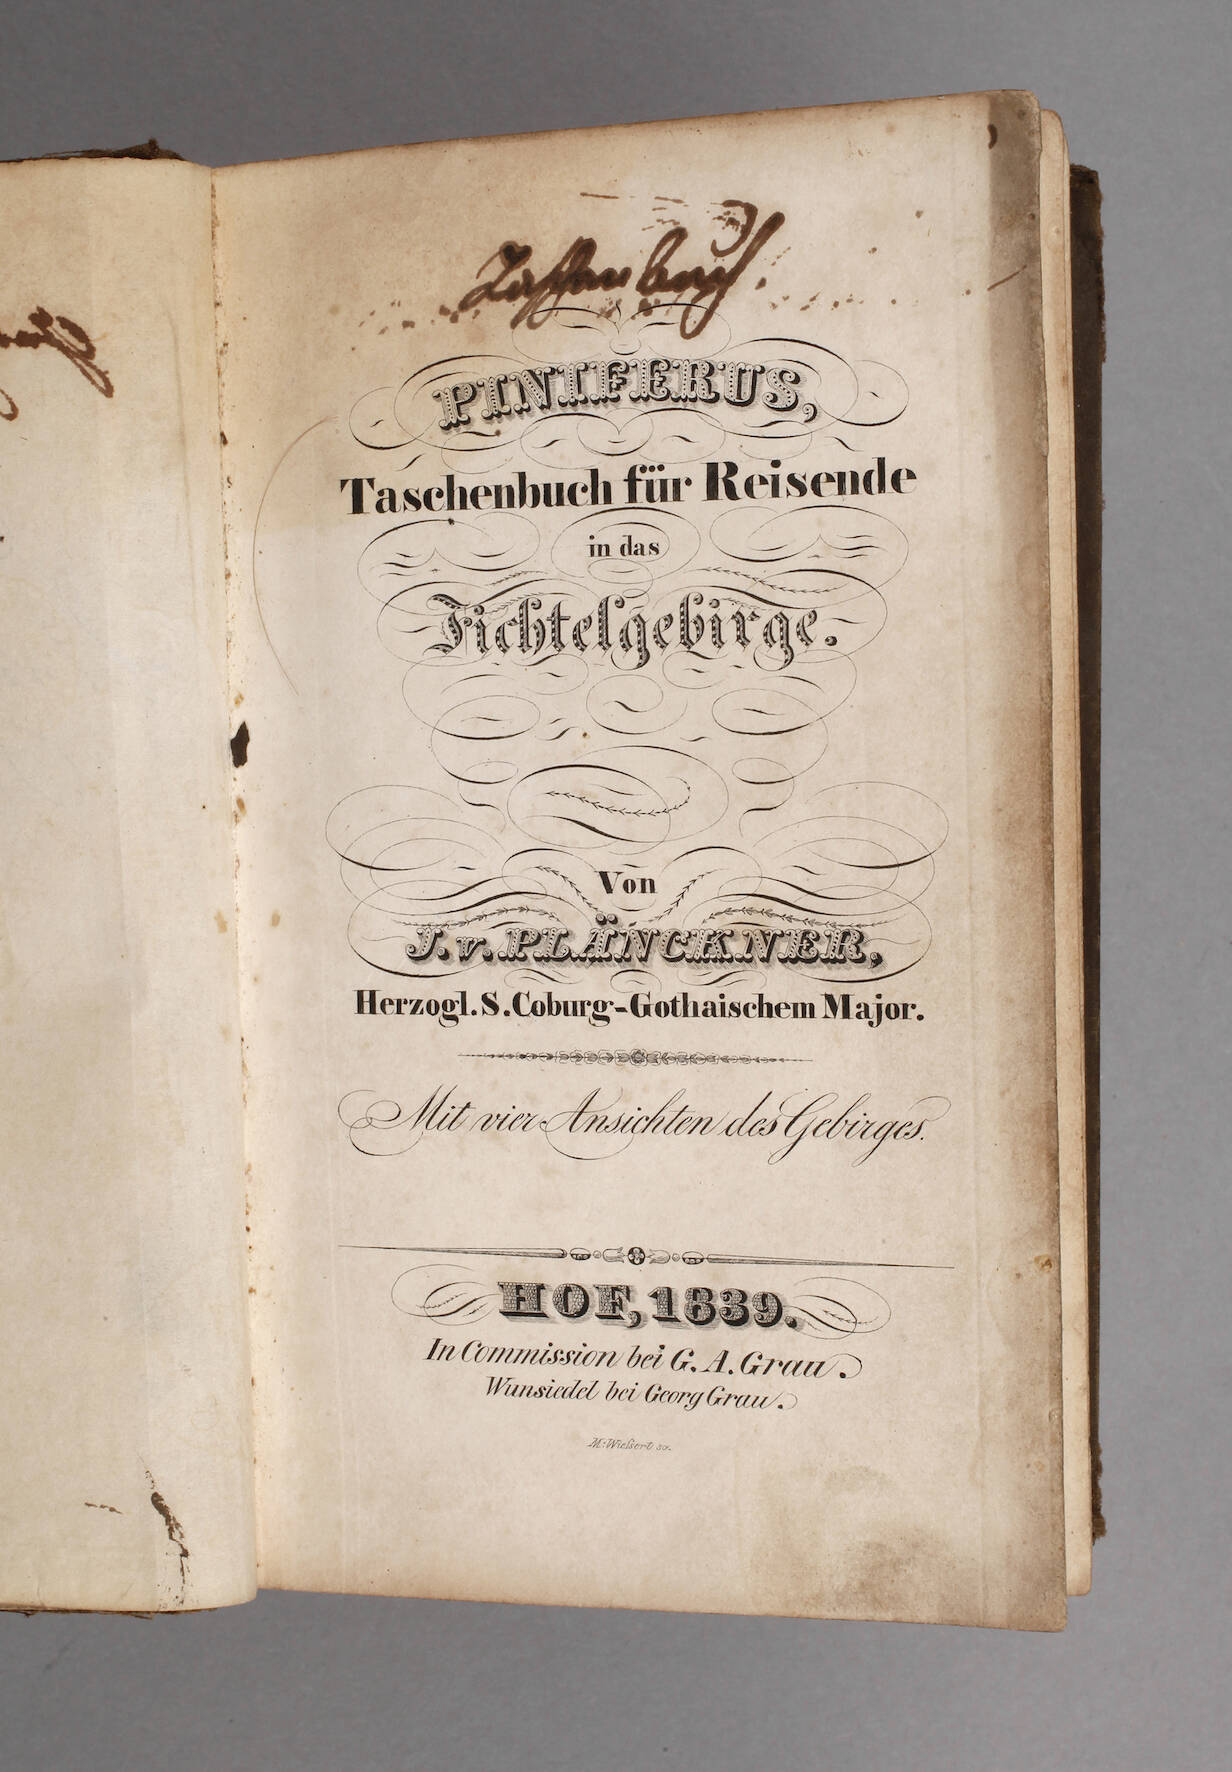 Taschenbuch.
PINIFERUS,
Taschenbuch für Reisende
in das
Fichtelgebirge.
Von
J. v. PLÄNCKNER,
Herzogl. S. Coburg-Gothaischem Major.
Mit vier Ansichten des Gebirges.
HOF, 1839.
In Commission bei G. A. Grau.
Wunsiedel bei Georg Grau.